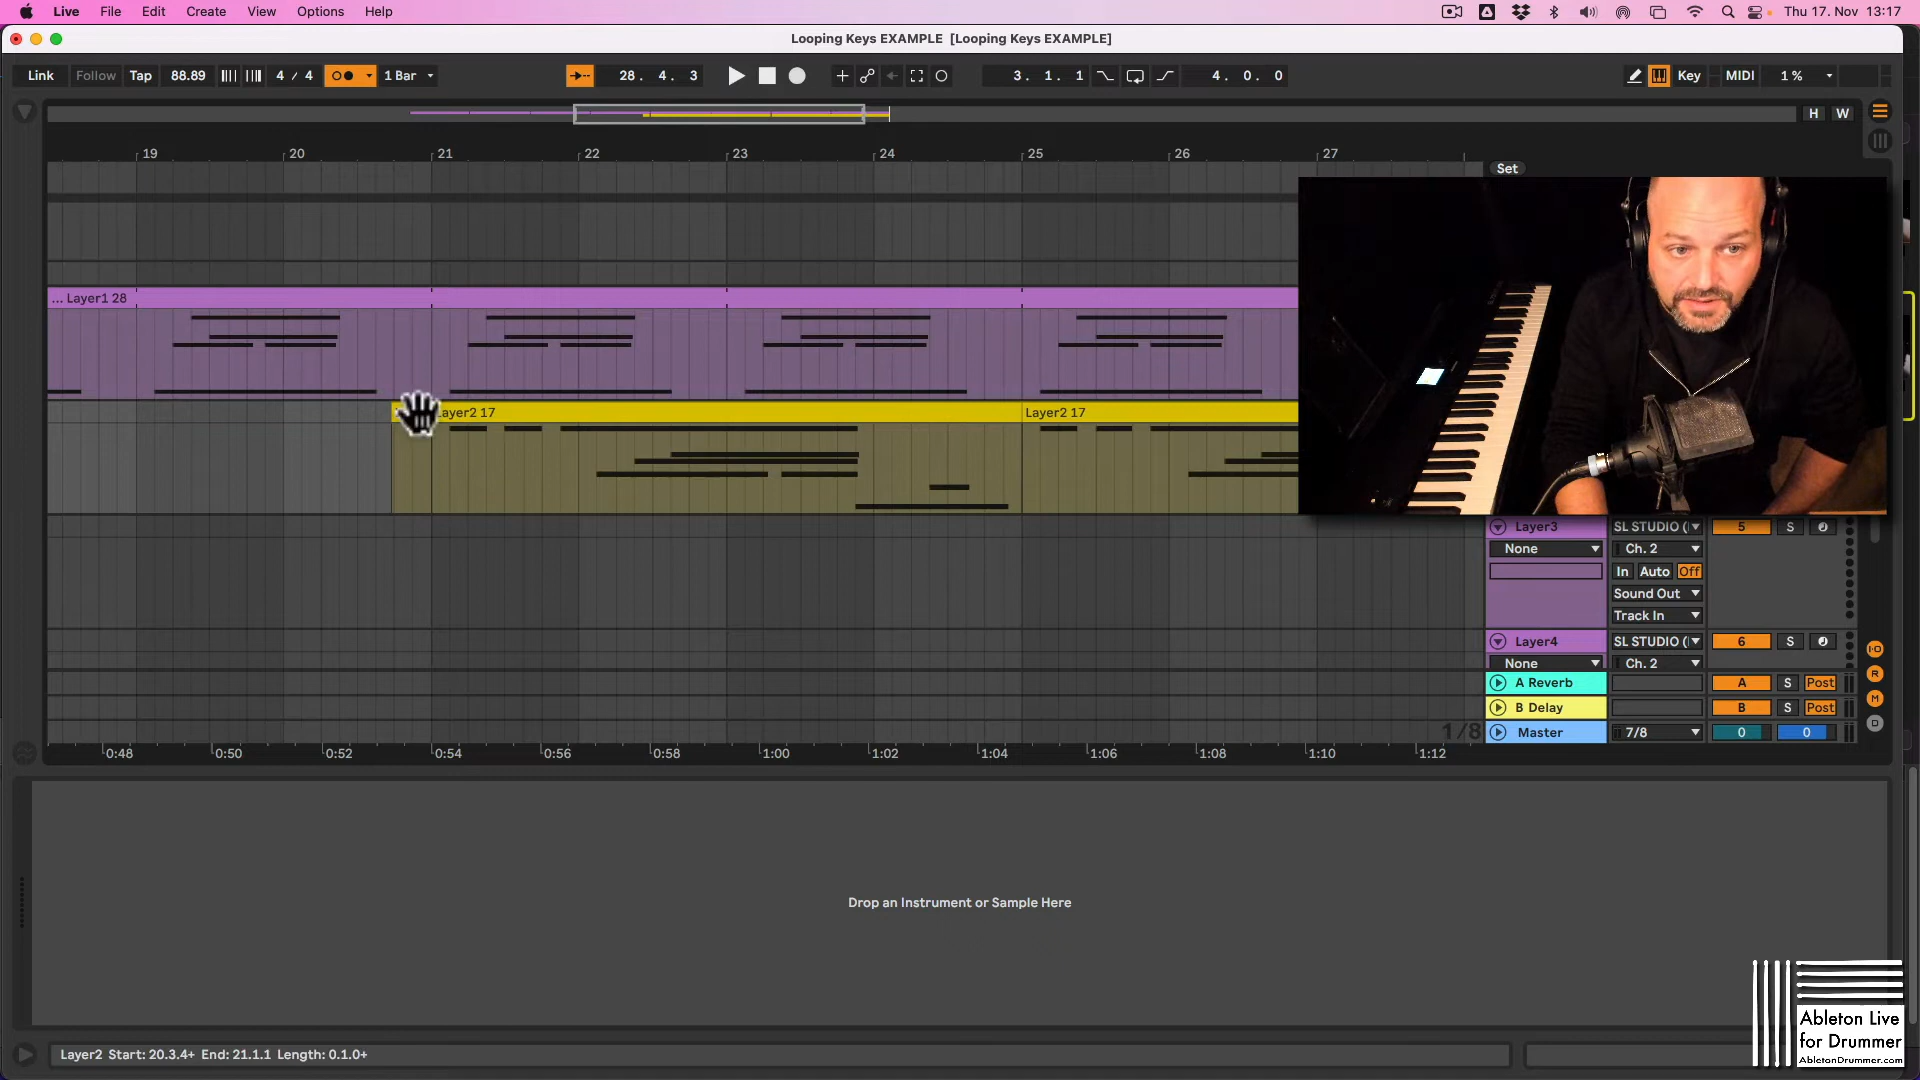 Live File Edit Create View Options Help Thu 17. Nov 13:17
Looping Keys EXAMPLE [Looping Keys EXAMPLE]
Link Follow Tap 88.89 4 / 4 1 Bar 28. 4. 3 3. 1. 1 4. 0. 0 Key MIDI 1 %
H W
19 20 21 22 23 24 25 26 27
Set
... Layer1 28
Layer2 17 Layer2 17
Layer3 SL STUDIO ( 5 S
None Ch. 2
In Auto Off
Sound Out
Track In
Layer4 SL STUDIO ( 6 S
None Ch. 2
A Reverb A S Post
B Delay B S Post
1/8 Master 7/8 0 0
I·O
R
M
D
0:48 0:50 0:52 0:54 0:56 0:58 1:00 1:02 1:04 1:06 1:08 1:10 1:12
Drop an Instrument or Sample Here
Layer2 Start: 20.3.4+ End: 21.1.1 Length: 0.1.0+
Ableton Live
for Drummer
AbletonDrummer.com